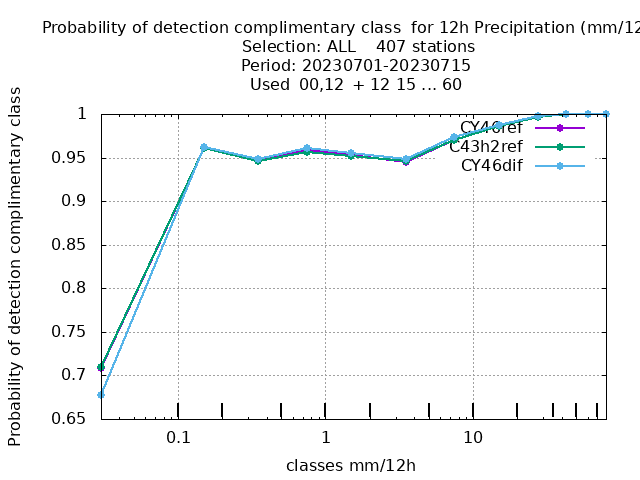 Probability of detection complimentary class  for 12h Precipitation (mm/12
Selection: ALL    407 stations
Period: 20230701-20230715
Used  00,12  + 12 15 ... 60
Probability of detection complimentary class
1
0.95
0.9
0.85
0.8
0.75
0.7
0.65
CY46ref
C43h2ref
CY46dif
0.1
1
10
classes mm/12h